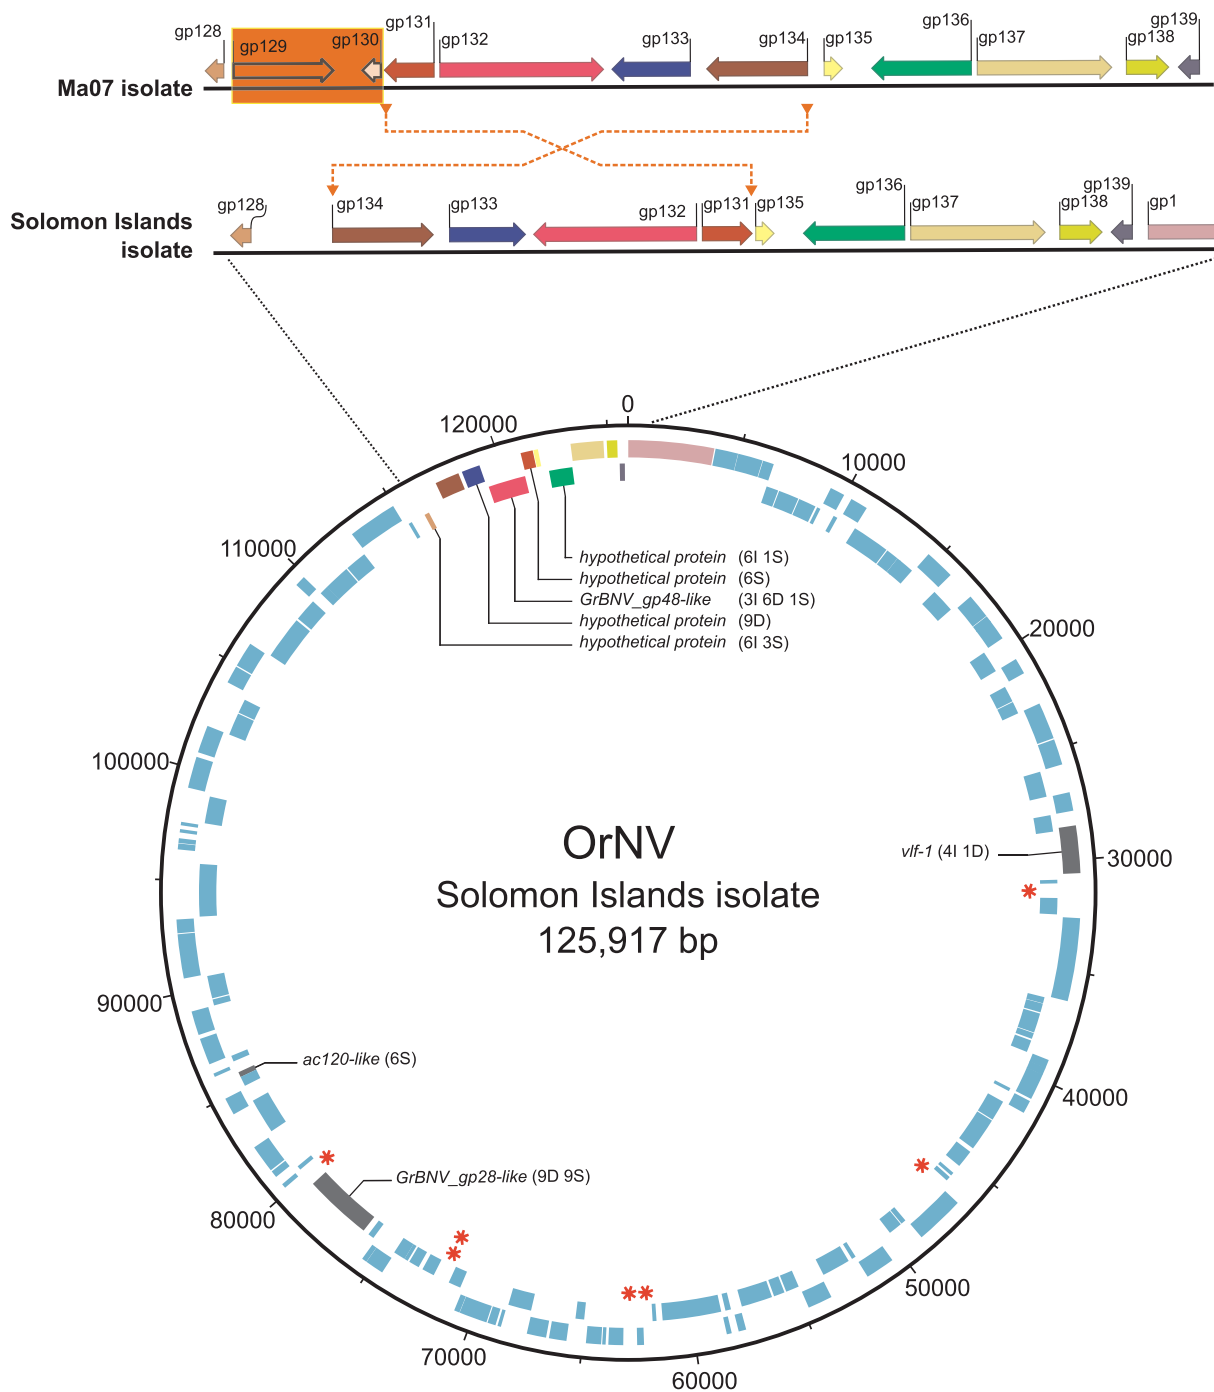 gp128
gp129
gp130
gp131
gp132
gp133
gp134
gp135
gp136
gp137
gp138
gp139
Ma07 isolate
Solomon Islands
isolate
gp128
gp134
gp133
gp132
gp131
gp135
gp136
gp137
gp138
gp139
gp1
0
120000
10000
110000
20000
hypothetical protein (6I 1S)
hypothetical protein (6S)
GrBNV_gp48-like (3I 6D 1S)
hypothetical protein (9D)
hypothetical protein (6I 3S)
100000
30000
vlf-1 (4I 1D)
*
OrNV
Solomon Islands isolate
125,917 bp
90000
40000
ac120-like (6S)
*
*
GrBNV_gp28-like (9D 9S)
80000
50000
*
*
**
70000
60000